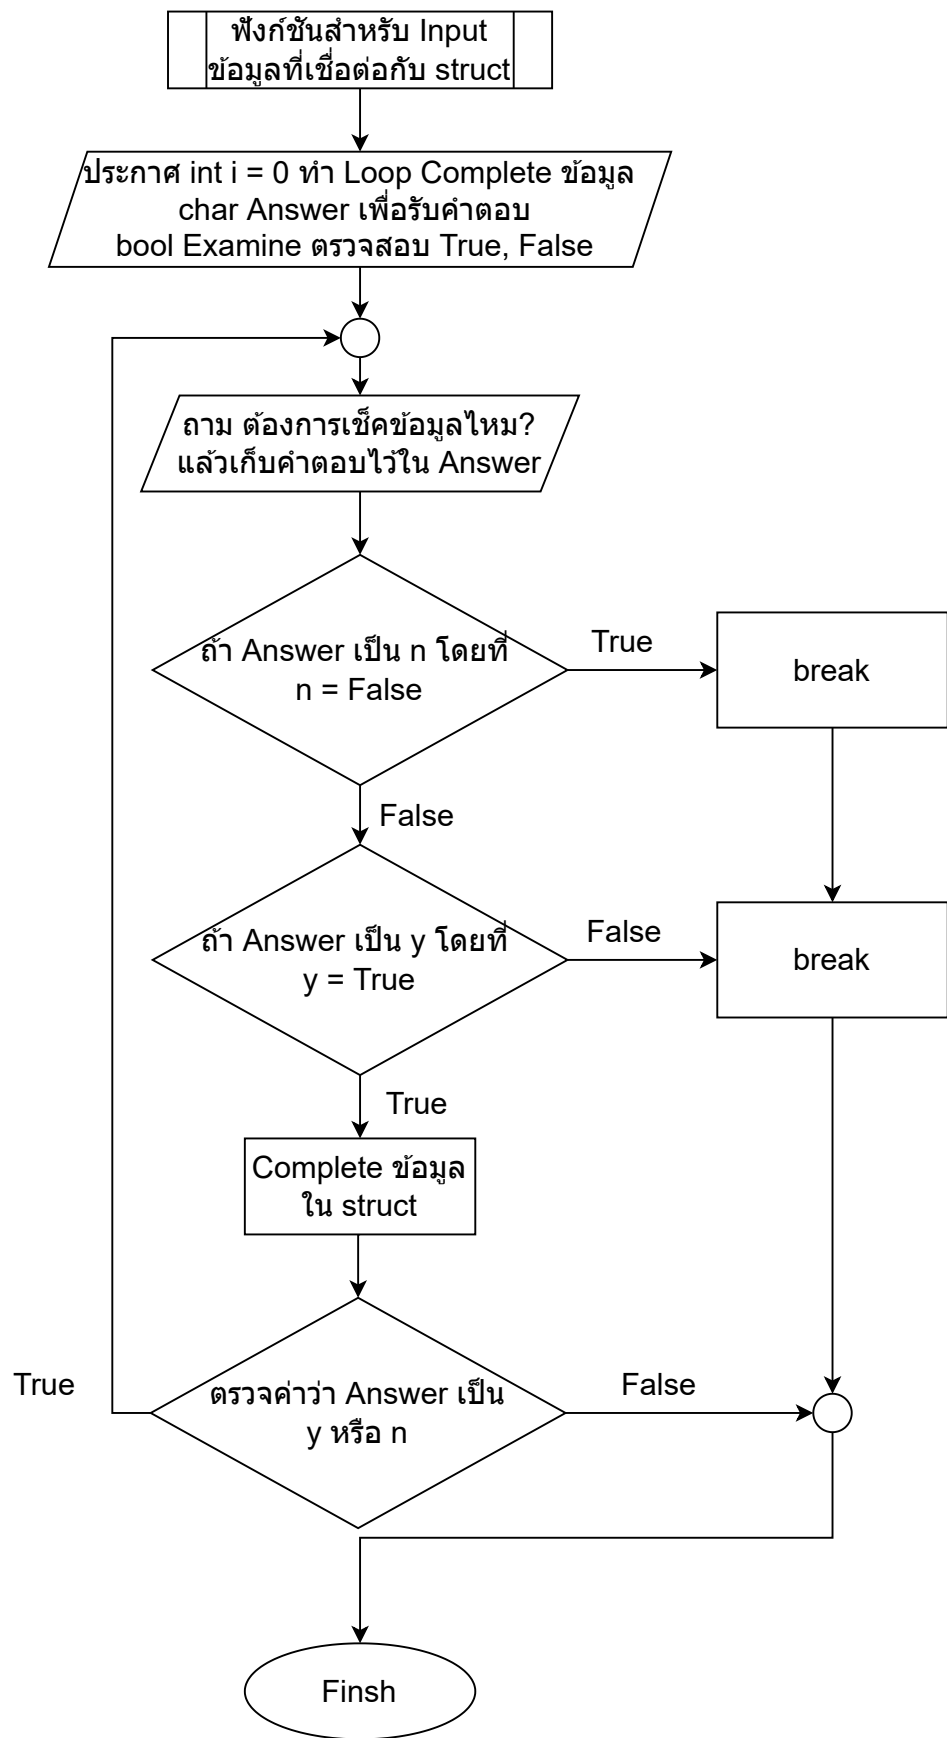 ฟังก์ชันสำหรับ Input
ข้อมูลที่เชื่อต่อกับ struct
ประกาศ int i = 0 ทำ Loop Complete ข้อมูล
char Answer เพื่อรับคำตอบ
bool Examine ตรวจสอบ True, False
ถาม ต้องการเช็คข้อมูลไหม?
แล้วเก็บคำตอบไว้ใน Answer
ถ้า Answer เป็น n โดยที่
n = False
True
break
False
ถ้า Answer เป็น y โดยที่
y = True
False
break
True
Complete ข้อมูล
ใน struct
True
ตรวจค่าว่า Answer เป็น
y หรือ n
False
Finsh